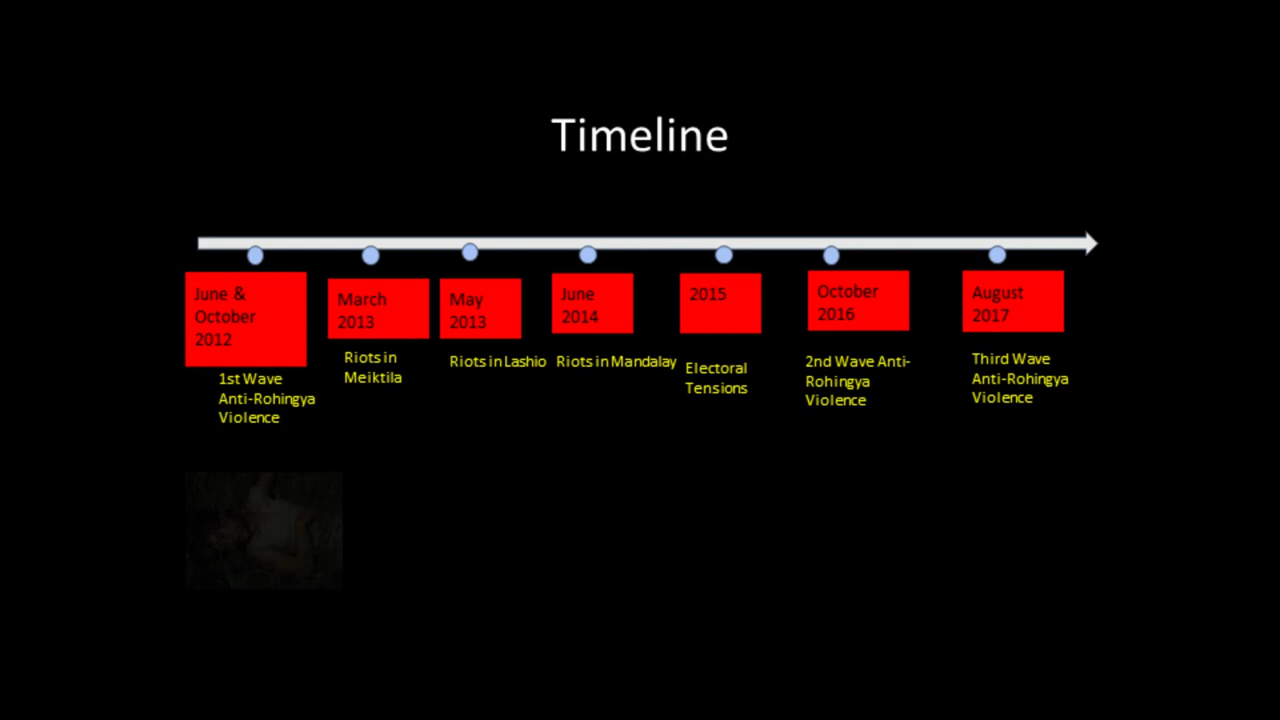 Timeline
June &
October
2012
1st Wave
Anti-Rohingya
Violence
March
2013
Riots in
Meiktila
May
2013
Riots in Lashio
June
2014
Riots in Mandalay
2015
Electoral
Tensions
October
2016
2nd Wave Anti-
Rohingya
Violence
August
2017
Third Wave
Anti-Rohingya
Violence